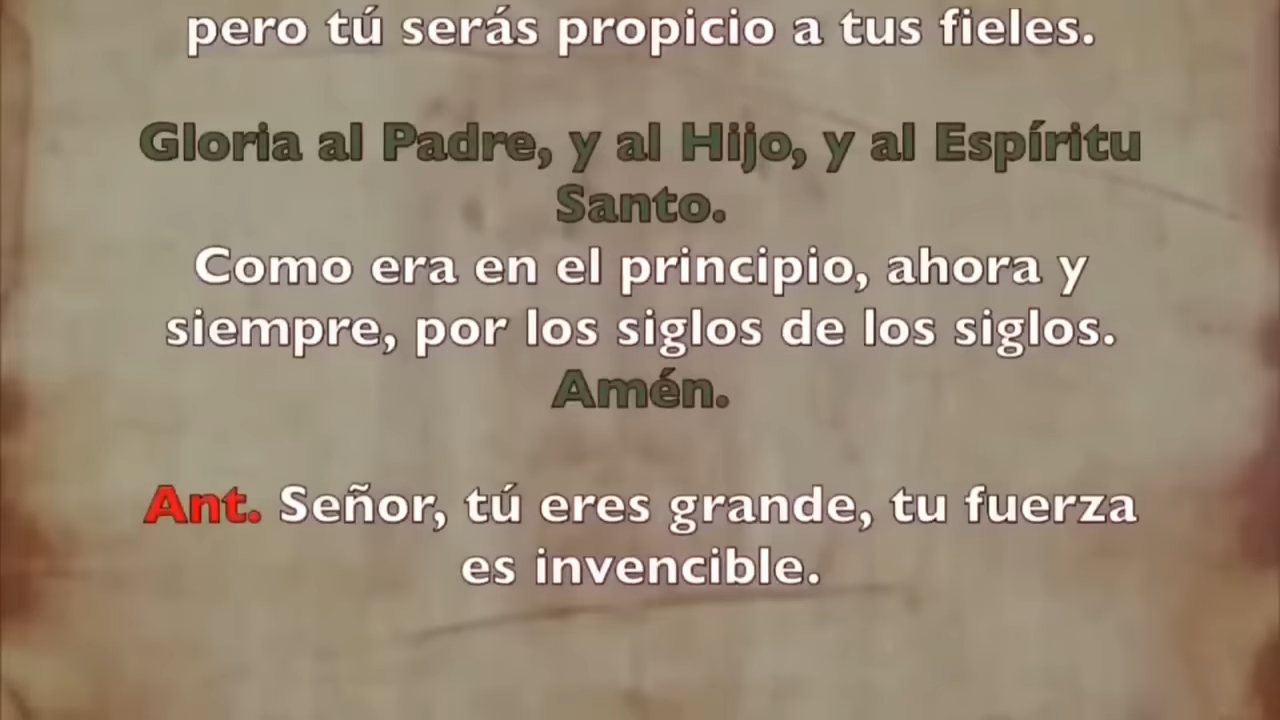 pero tú serás propicio a tus fieles.
Gloria al Padre, y al Hijo, y al Espíritu
Santo.
Como era en el principio, ahora y
siempre, por los siglos de los siglos.
Amén.
Ant. Señor, tú eres grande, tu fuerza
es invencible.